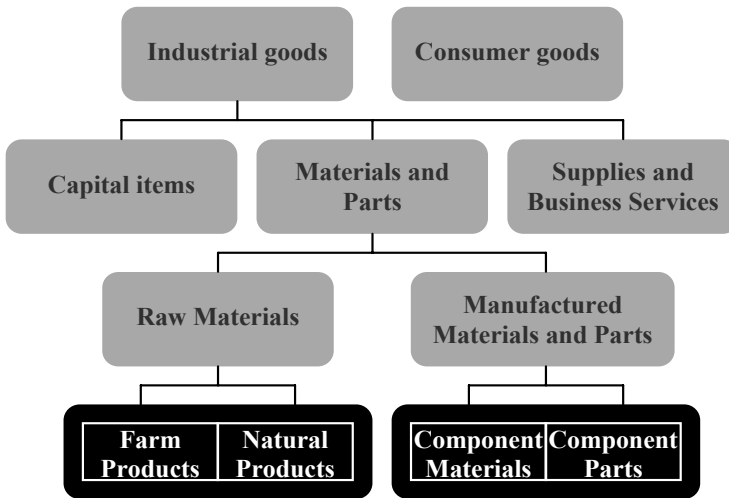 Industrial goods
Consumer goods
Capital items
Materials and
Parts
Supplies and
Business Services
Raw Materials
Manufactured
Materials and Parts
Farm
Products
Natural
Products
Component
Materials
Component
Parts